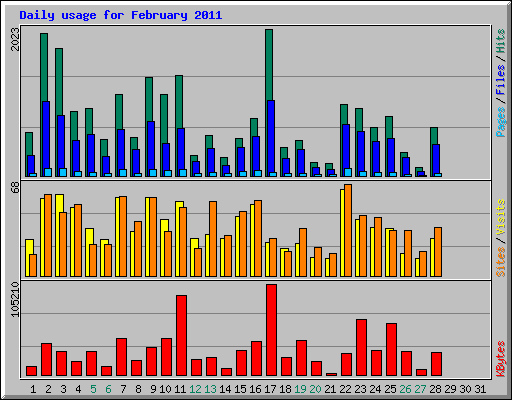 Daily usage for February 2011
2023
Pages / Files / Hits
68
Sites / Visits
105210
KBytes
1 2 3 4 5 6 7 8 9 10 11 12 13 14 15 16 17 18 19 20 21 22 23 24 25 26 27 28 29 30 31